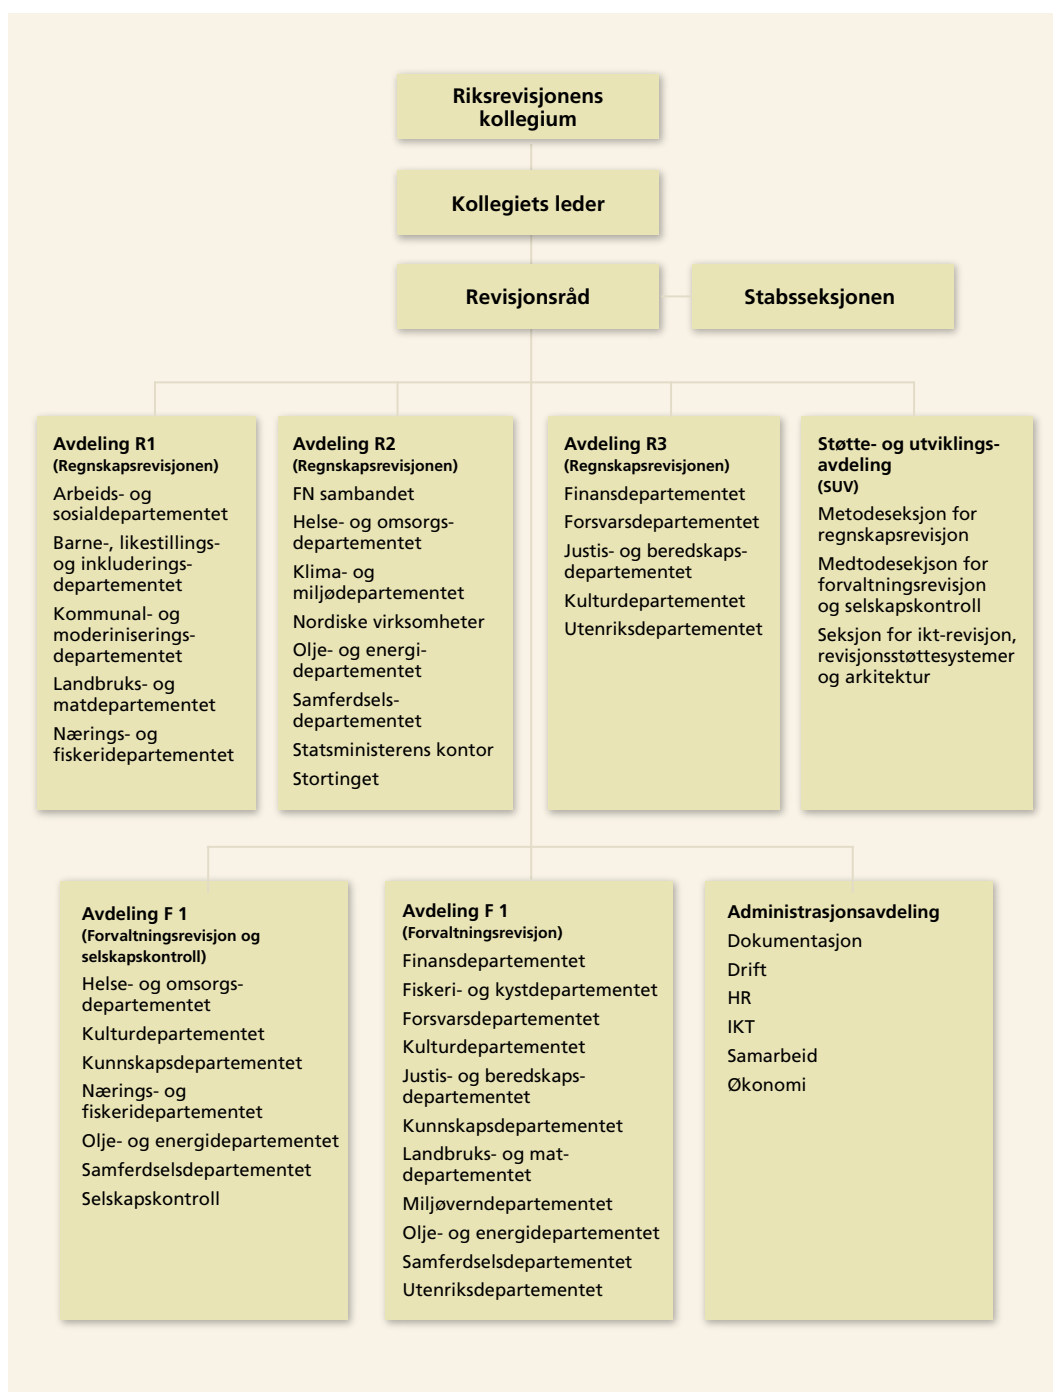 Riksrevisjonens
kollegium
Kollegiets leder
Revisjonsråd
Stabsseksjonen
Avdeling R1
(Regnskapsrevisjonen)
Arbeids- og
sosialdepartementet
Barne-, likestillings-
og inkluderings-
departementet
Kommunal- og
moderiniserings-
departementet
Landbruks- og
matdepartementet
Nærings- og
fiskeridepartementet
Avdeling R2
(Regnskapsrevisjonen)
FN sambandet
Helse- og omsorgs-
departementet
Klima- og
miljødepartementet
Nordiske virksomheter
Olje- og energi-
departementet
Samferdsels-
departementet
Statsministerens kontor
Stortinget
Avdeling R3
(Regnskapsrevisjonen)
Finansdepartementet
Forsvarsdepartementet
Justis- og beredskaps-
departementet
Kulturdepartementet
Utenriksdepartementet
Støtte- og utviklings-
avdeling
(SUV)
Metodeseksjon for
regnskapsrevisjon
Medtodesekjson for
forvaltningsrevisjon
og selskapskontroll
Seksjon for ikt-revisjon,
revisjonsstøttesystemer
og arkitektur
Avdeling F 1
(Forvaltningsrevisjon og
selskapskontroll)
Helse- og omsorgs-
departementet
Kulturdepartementet
Kunnskapsdepartementet
Nærings- og
fiskeridepartementet
Olje- og energidepartementet
Samferdselsdepartementet
Selskapskontroll
Avdeling F 1
(Forvaltningsrevisjon)
Finansdepartementet
Fiskeri- og kystdepartementet
Forsvarsdepartementet
Kulturdepartementet
Justis- og beredskaps-
departementet
Kunnskapsdepartementet
Landbruks- og mat-
departementet
Miljøverndepartementet
Olje- og energidepartementet
Samferdselsdepartementet
Utenriksdepartementet
Administrasjonsavdeling
Dokumentasjon
Drift
HR
IKT
Samarbeid
Økonomi